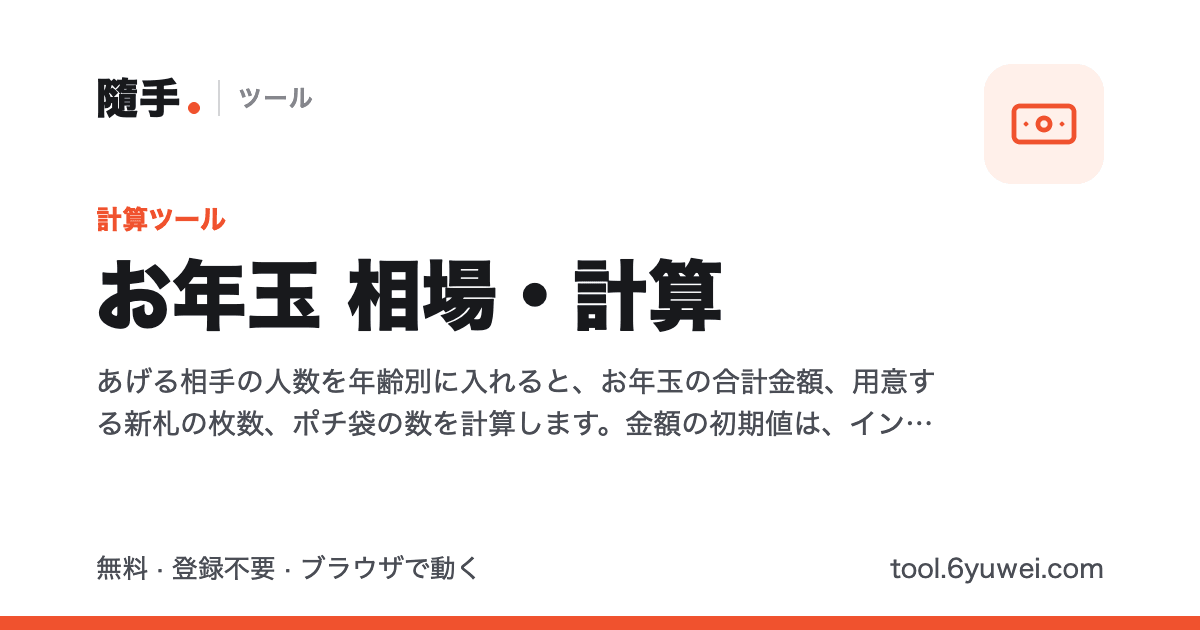 隨手.
ツール
計算ツール
お年玉 相場・計算
あげる相手の人数を年齢別に入れると、お年玉の合計金額、用意す
る新札の枚数、ポチ袋の数を計算します。金額の初期値は、イン…
無料 · 登録不要 · ブラウザで動く
tool.6yuwei.com